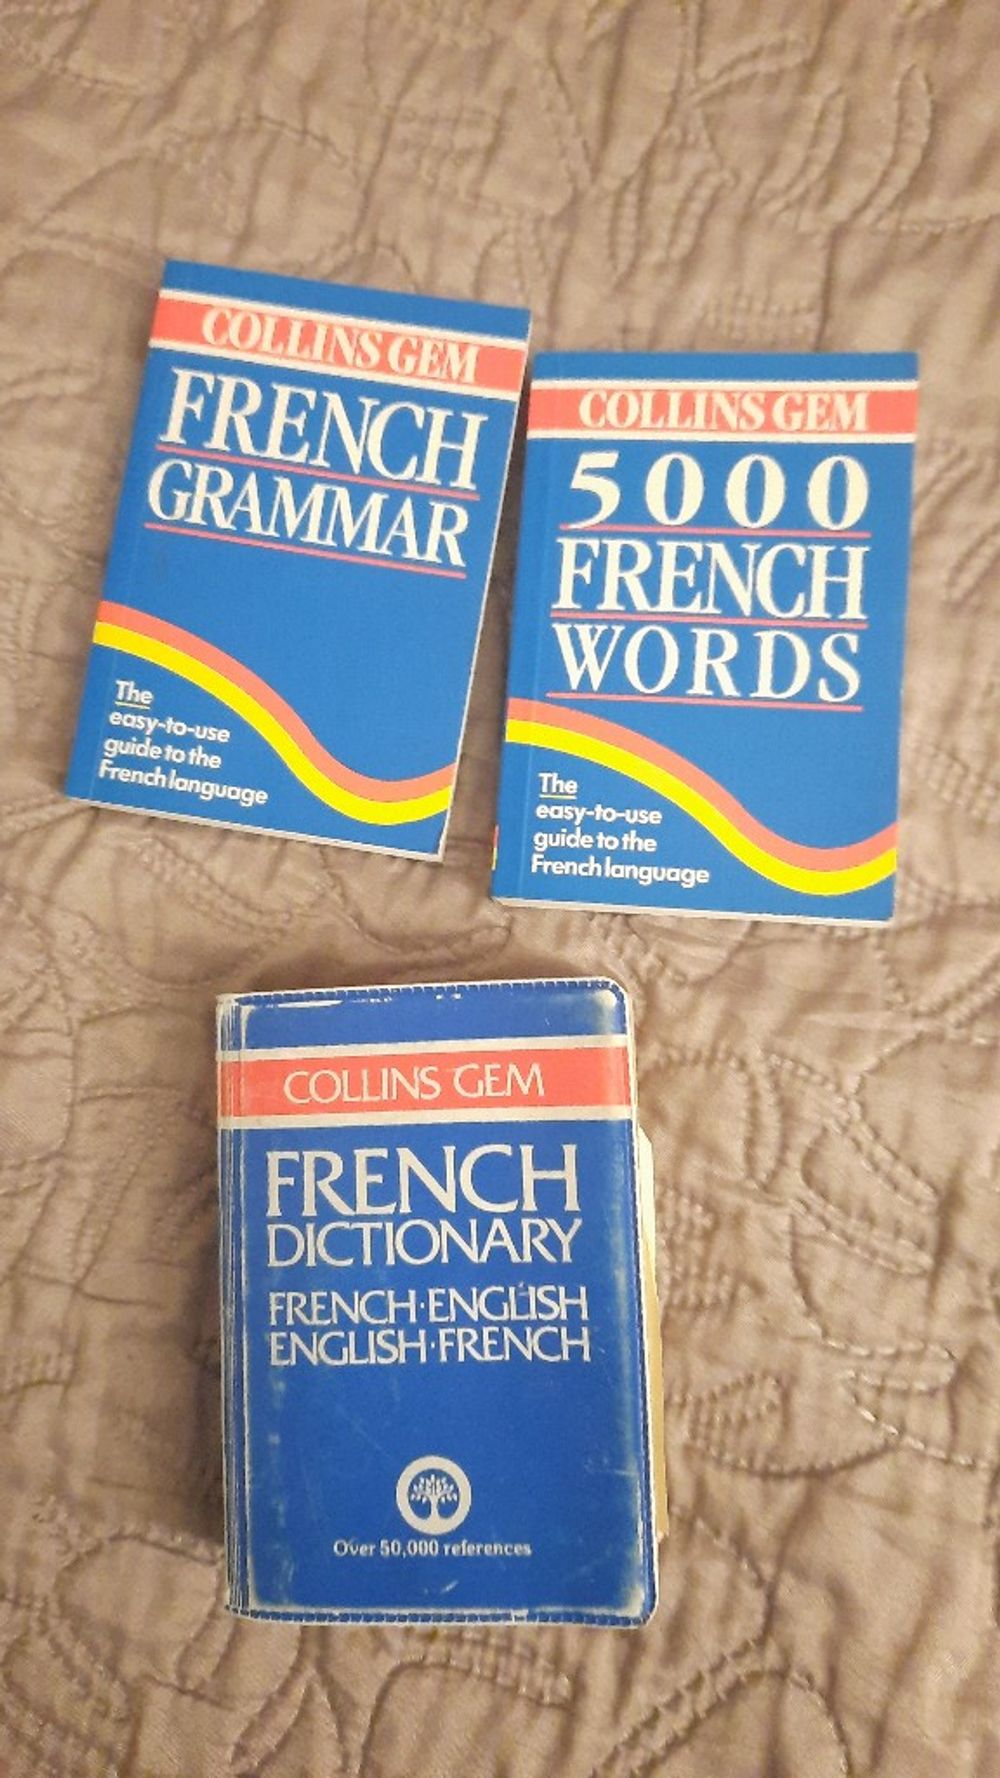 COLLINS GEM
FRENCH
GRAMMAR
The
easy-to-use
guide to the
French language
COLLINS GEM
5000
FRENCH
WORDS
The
easy-to-use
guide to the
French language
COLLINS GEM
FRENCH
DICTIONARY
FRENCH·ENGLISH
ENGLISH·FRENCH
Over 50,000 references